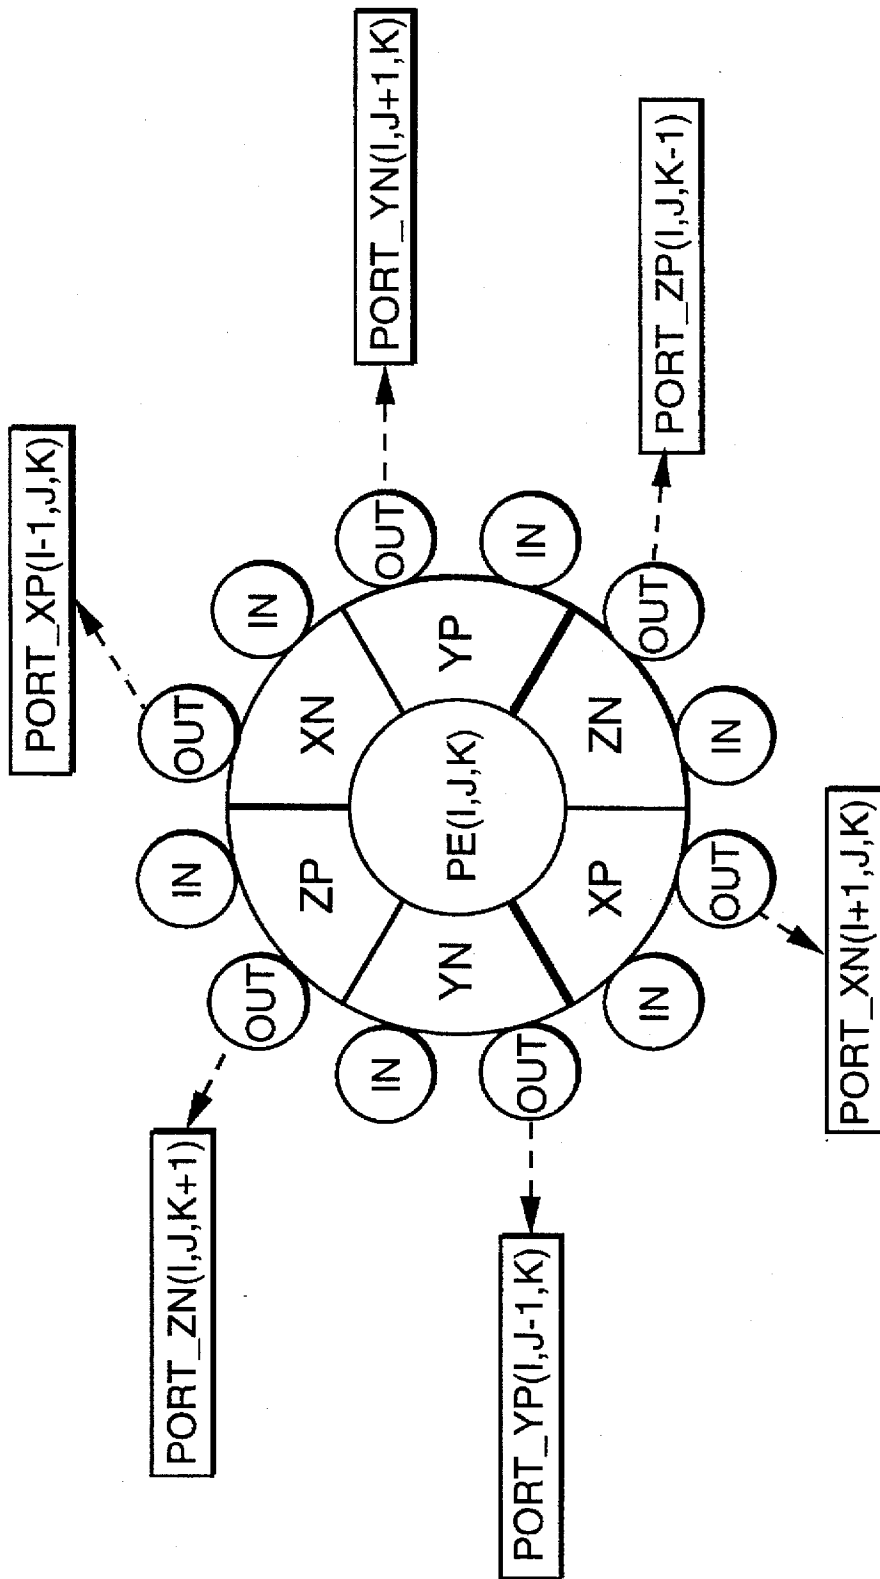 PORT_XP(I-1,J,K)
PORT_ZN(I,J,K+1)
IN
OUT
OUT
IN
ZP
XN
IN
OUT
PORT_YN(I,J+1,K)
YN
PE(I,J,K)
YP
PORT_YP(I,J-1,K)
OUT
IN
XP
ZN
IN
OUT
PORT_ZP(I,J,K-1)
OUT
IN
PORT_XN(I+1,J,K)